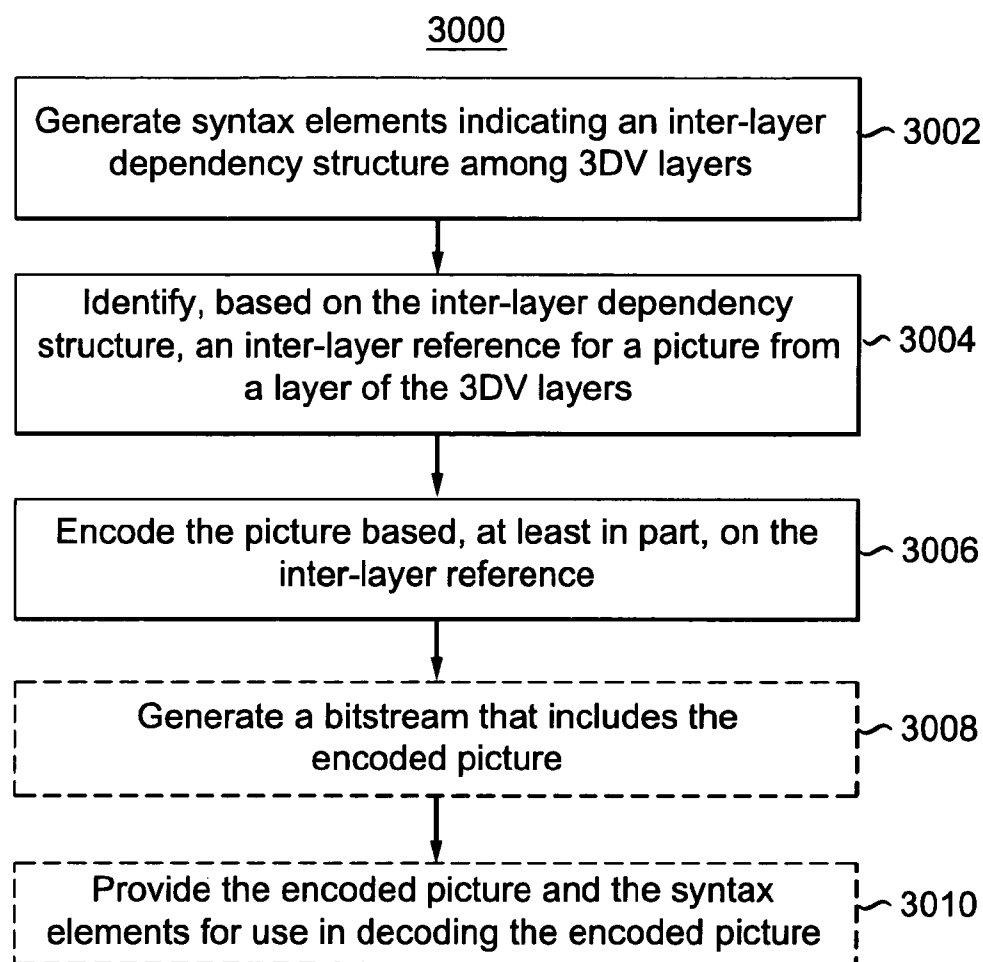 3000
Generate syntax elements indicating an inter-layer
dependency structure among 3DV layers
3002
Identify, based on the inter-layer dependency
structure, an inter-layer reference for a picture from
a layer of the 3DV layers
3004
Encode the picture based, at least in part, on the
inter-layer reference
3006
Generate a bitstream that includes the
encoded picture
3008
Provide the encoded picture and the syntax
elements for use in decoding the encoded picture
3010